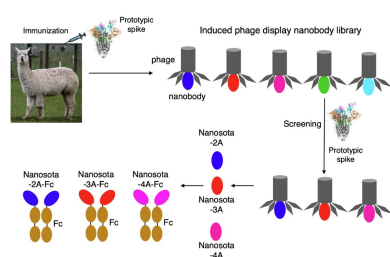 Immunization
Prototypic
spike
Induced phage display nanobody library
phage
nanobody
Screening
Prototypic
spike
Nanosota
-2A
Nanosota
-3A
Nanosota
-4A
Nanosota
-2A-Fc
Nanosota
-3A-Fc
Nanosota
-4A-Fc
Fc
Fc
Fc